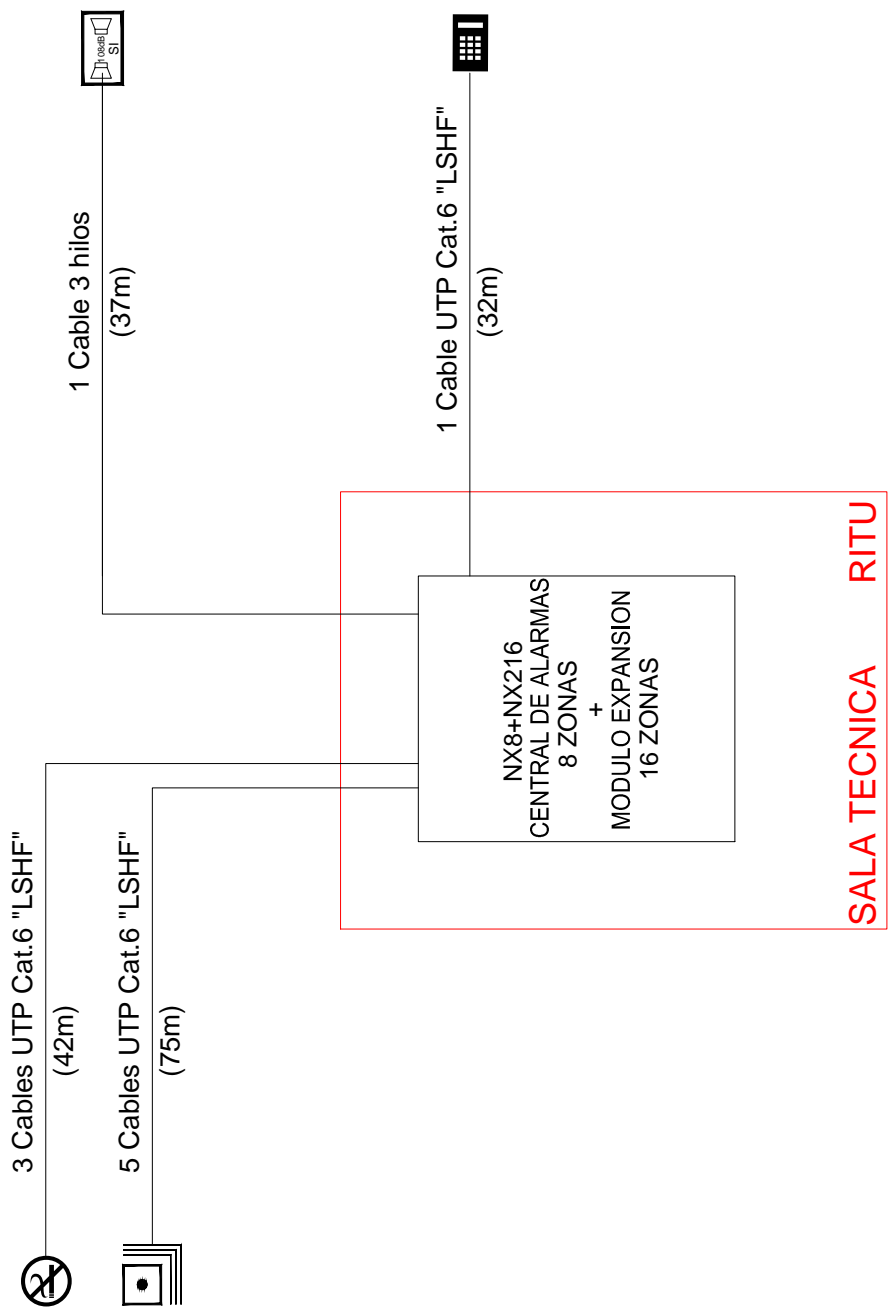 3 Cables UTP Cat.6 "LSHF"
(42m)
5 Cables UTP Cat.6 "LSHF"
(75m)
1 Cable 3 hilos
(37m)
108dB
SI
1 Cable UTP Cat.6 "LSHF"
(32m)
NX8+NX216
CENTRAL DE ALARMAS
8 ZONAS
+
MODULO EXPANSION
16 ZONAS
SALA TECNICA RITU